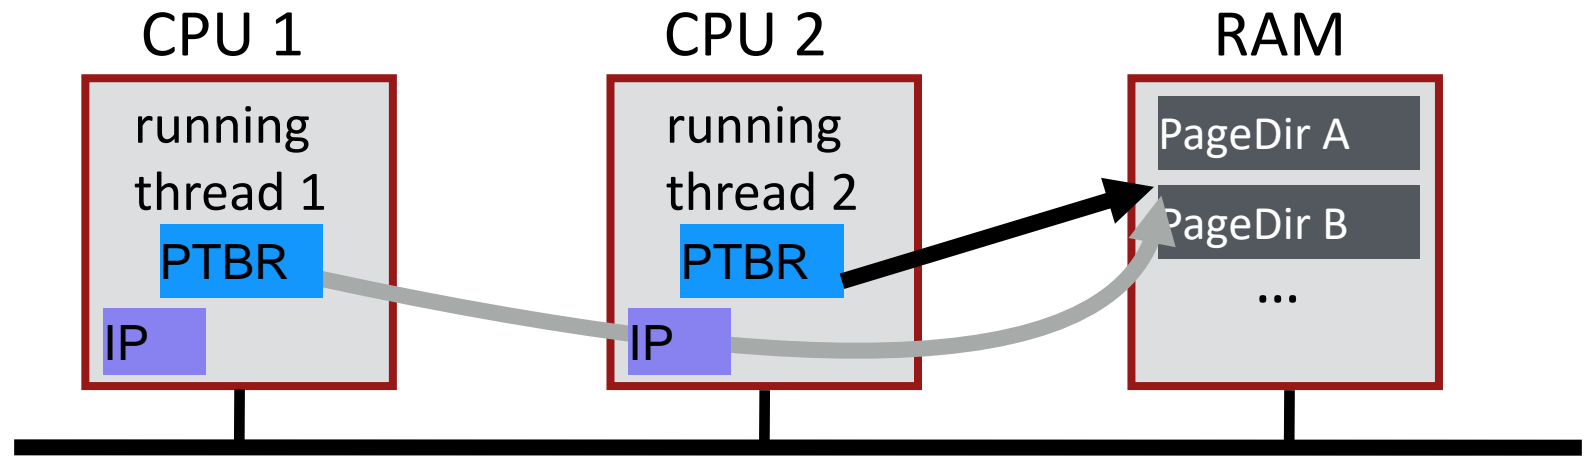 CPU 1
running
thread 1
PTBR
IP
CPU 2
running
thread 2
PTBR
IP
RAM
PageDir A
PageDir B
...